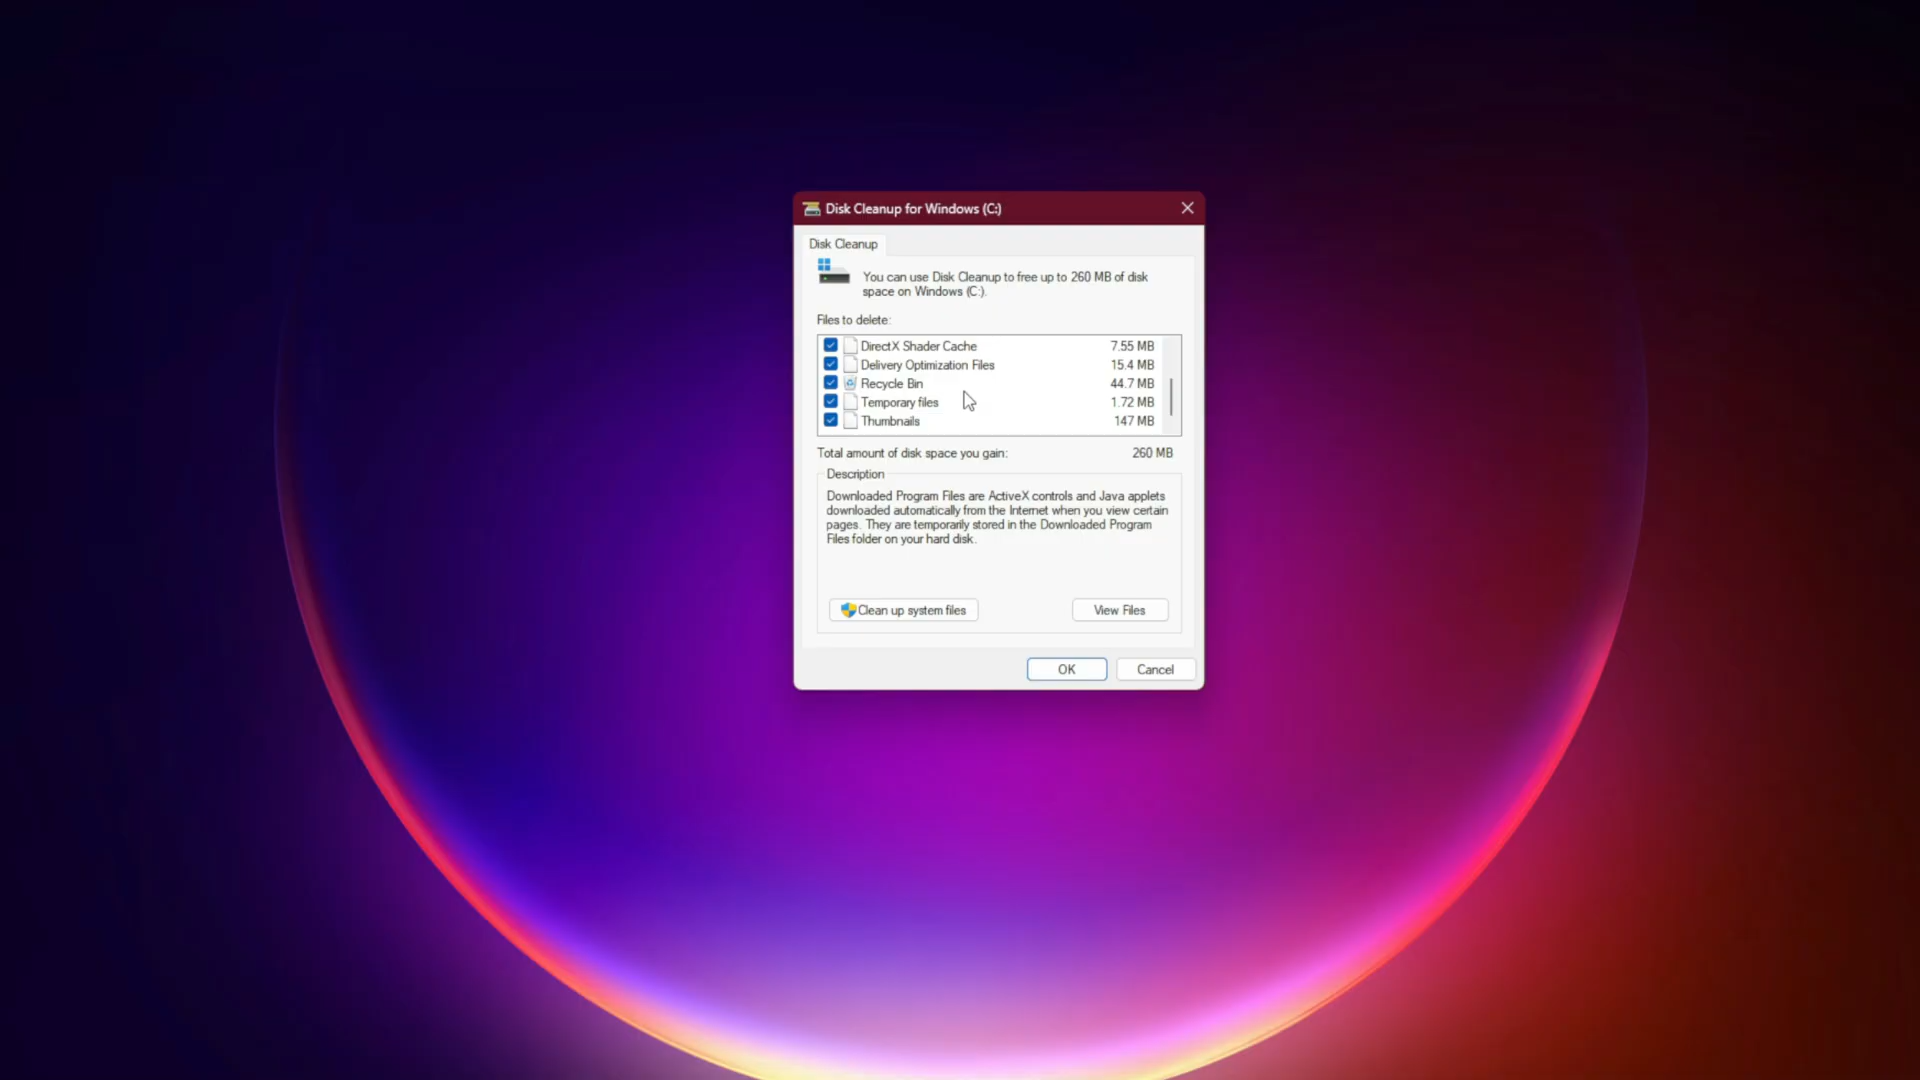 Disk Cleanup for Windows (C:)
Disk Cleanup
You can use Disk Cleanup to free up to 260 MB of disk
space on Windows (C:).
Files to delete:
DirectX Shader Cache 7.55 MB
Delivery Optimization Files 15.4 MB
Recycle Bin 44.7 MB
Temporary files 1.72 MB
Thumbnails 147 MB
Total amount of disk space you gain: 260 MB
Description
Downloaded Program Files are ActiveX controls and Java applets
downloaded automatically from the Internet when you view certain
pages. They are temporarily stored in the Downloaded Program
Files folder on your hard disk.
Clean up system files View Files
OK Cancel